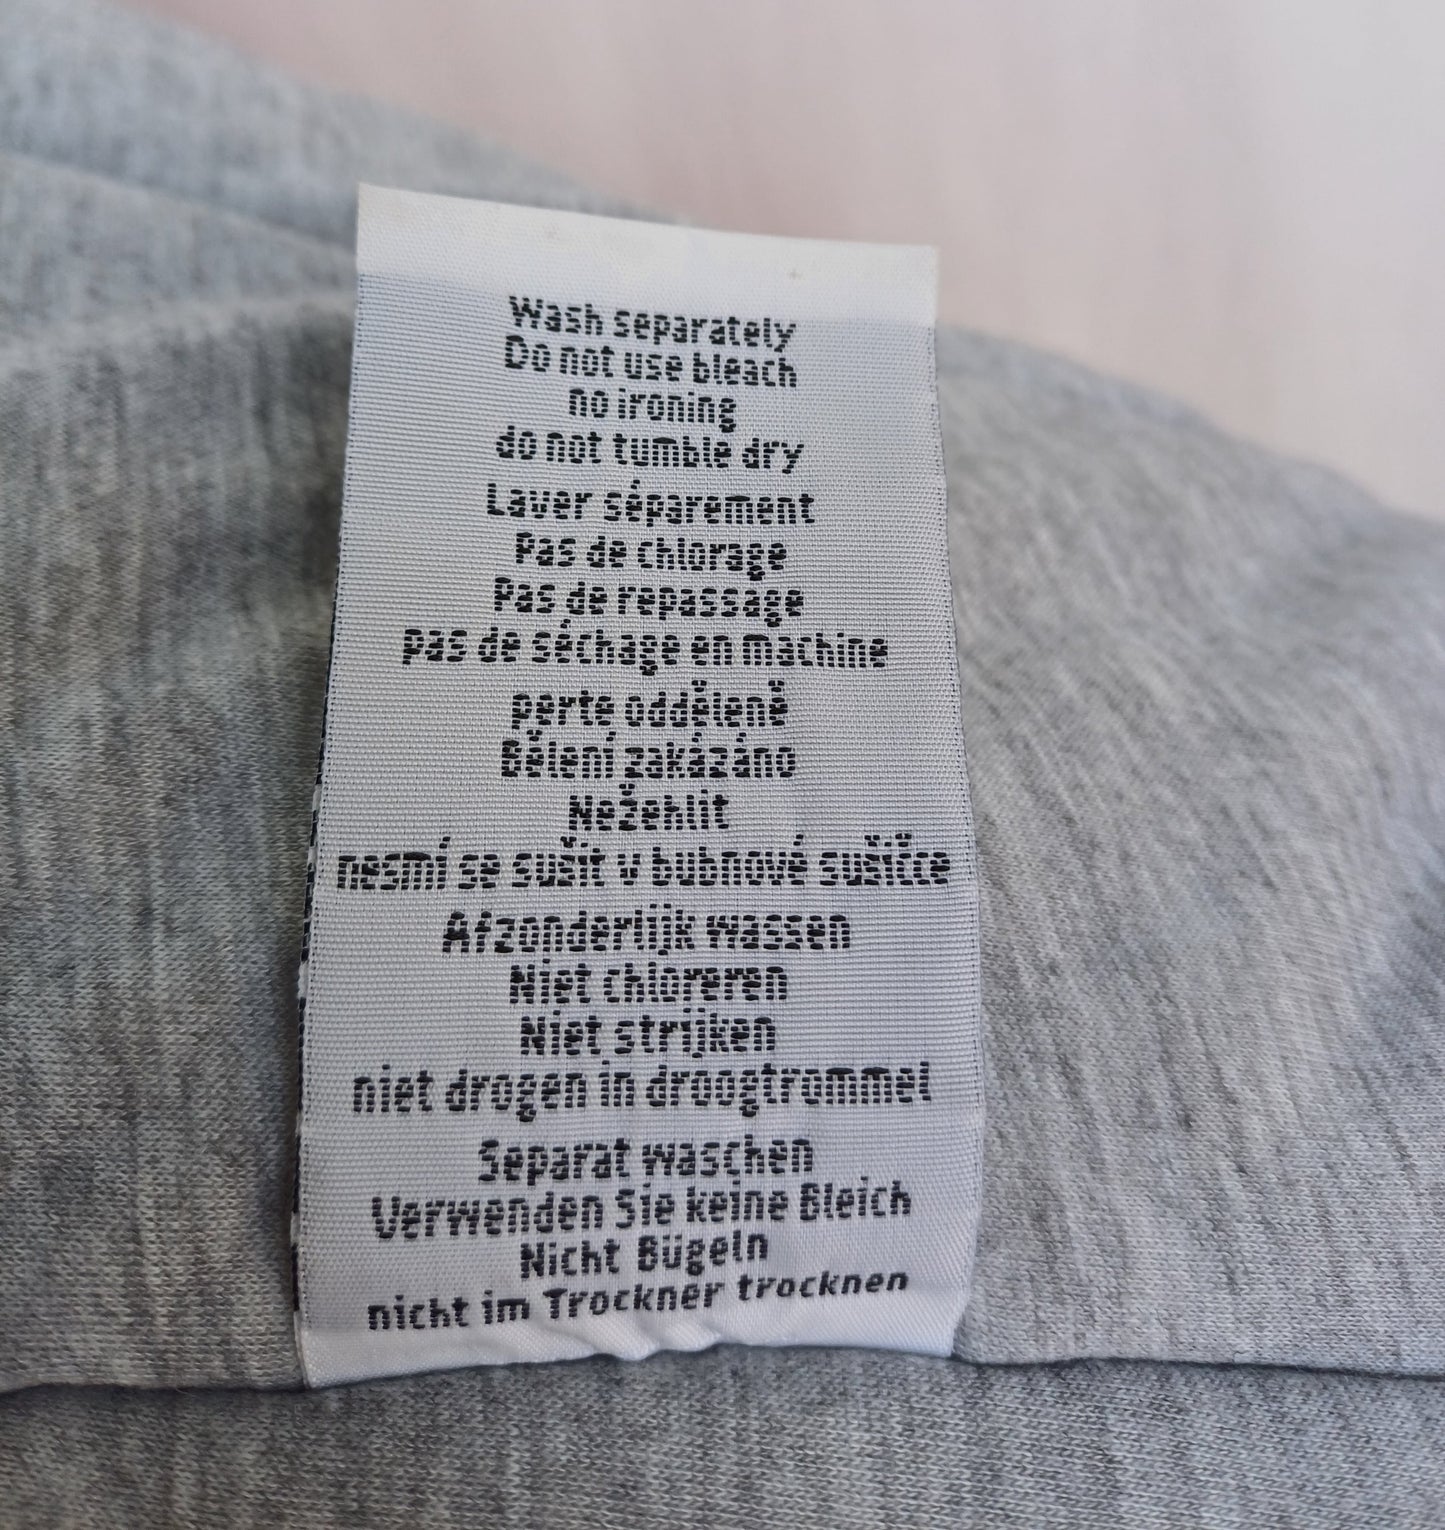 Wash separately
Do not use bleach
no ironing
do not tumble dry
Laver séparement
Pas de chlorage
Pas de repassage
pas de séchage en machine
perte odděleně
Bělení zakázáno
Nežehlit
nesmí se sušit v bubnové sušičce
Afzonderlijk wassen
Niet chloreren
Niet strijken
niet drogen in droogtrommel
Separat waschen
Verwenden Sie keine Bleich
Nicht Bügeln
nicht im Trockner trocknen